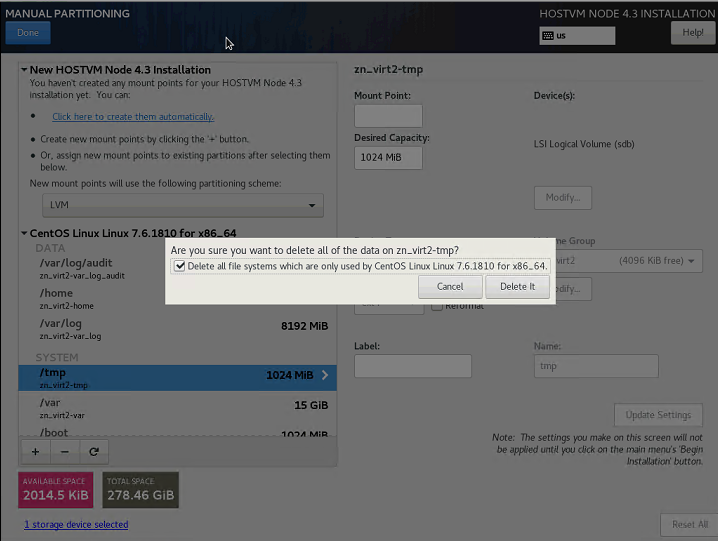 MANUAL PARTITIONING
HOSTVM NODE 4.3 INSTALLATION
Done
us
Help!
New HOSTVM Node 4.3 Installation
You haven't created any mount points for your HOSTVM Node 4.3
installation yet. You can:
Click here to create them automatically.
Create new mount points by clicking the '+' button.
Or, assign new mount points to existing partitions after selecting them
below.
New mount points will use the following partitioning scheme:
LVM
CentOS Linux Linux 7.6.1810 for x86_64
DATA
/var/log/audit
zn_virt2-var_log_audit
/home
zn_virt2-home
/var/log
8192 MiB
zn_virt2-var_log
SYSTEM
/tmp
1024 MiB
zn_virt2-tmp
/var
15 GiB
zn_virt2-var
/boot
1024 MiB
+ −
AVAILABLE SPACE
2014.5 KiB
TOTAL SPACE
278.46 GiB
1 storage device selected
zn_virt2-tmp
Mount Point:
Device(s):
Desired Capacity:
1024 MiB
LSI Logical Volume (sdb)
Modify...
Are you sure you want to delete all of the data on zn_virt2-tmp?
Delete all file systems which are only used by CentOS Linux Linux 7.6.1810 for x86_64.
Cancel
Delete It
me Group
virt2
(4096 KiB free)
dify...
Reformat
Label:
Name:
tmp
Update Settings
Note: The settings you make on this screen will not
be applied until you click on the main menu's 'Begin
Installation' button.
Reset All